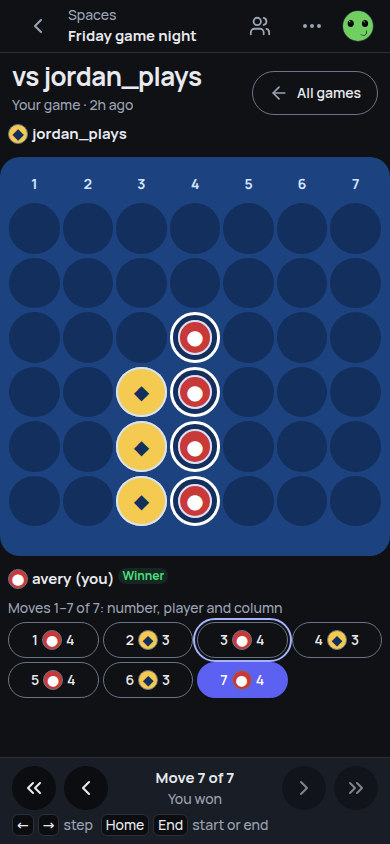 Spaces
Friday game night
vs jordan_plays
Your game · 2h ago
All games
jordan_plays
1 2 3 4 5 6 7
avery (you) Winner
Moves 1–7 of 7: number, player and column
1 4 2 3 3 4 4 3
5 4 6 3 7 4
Move 7 of 7
You won
← → step Home End start or end